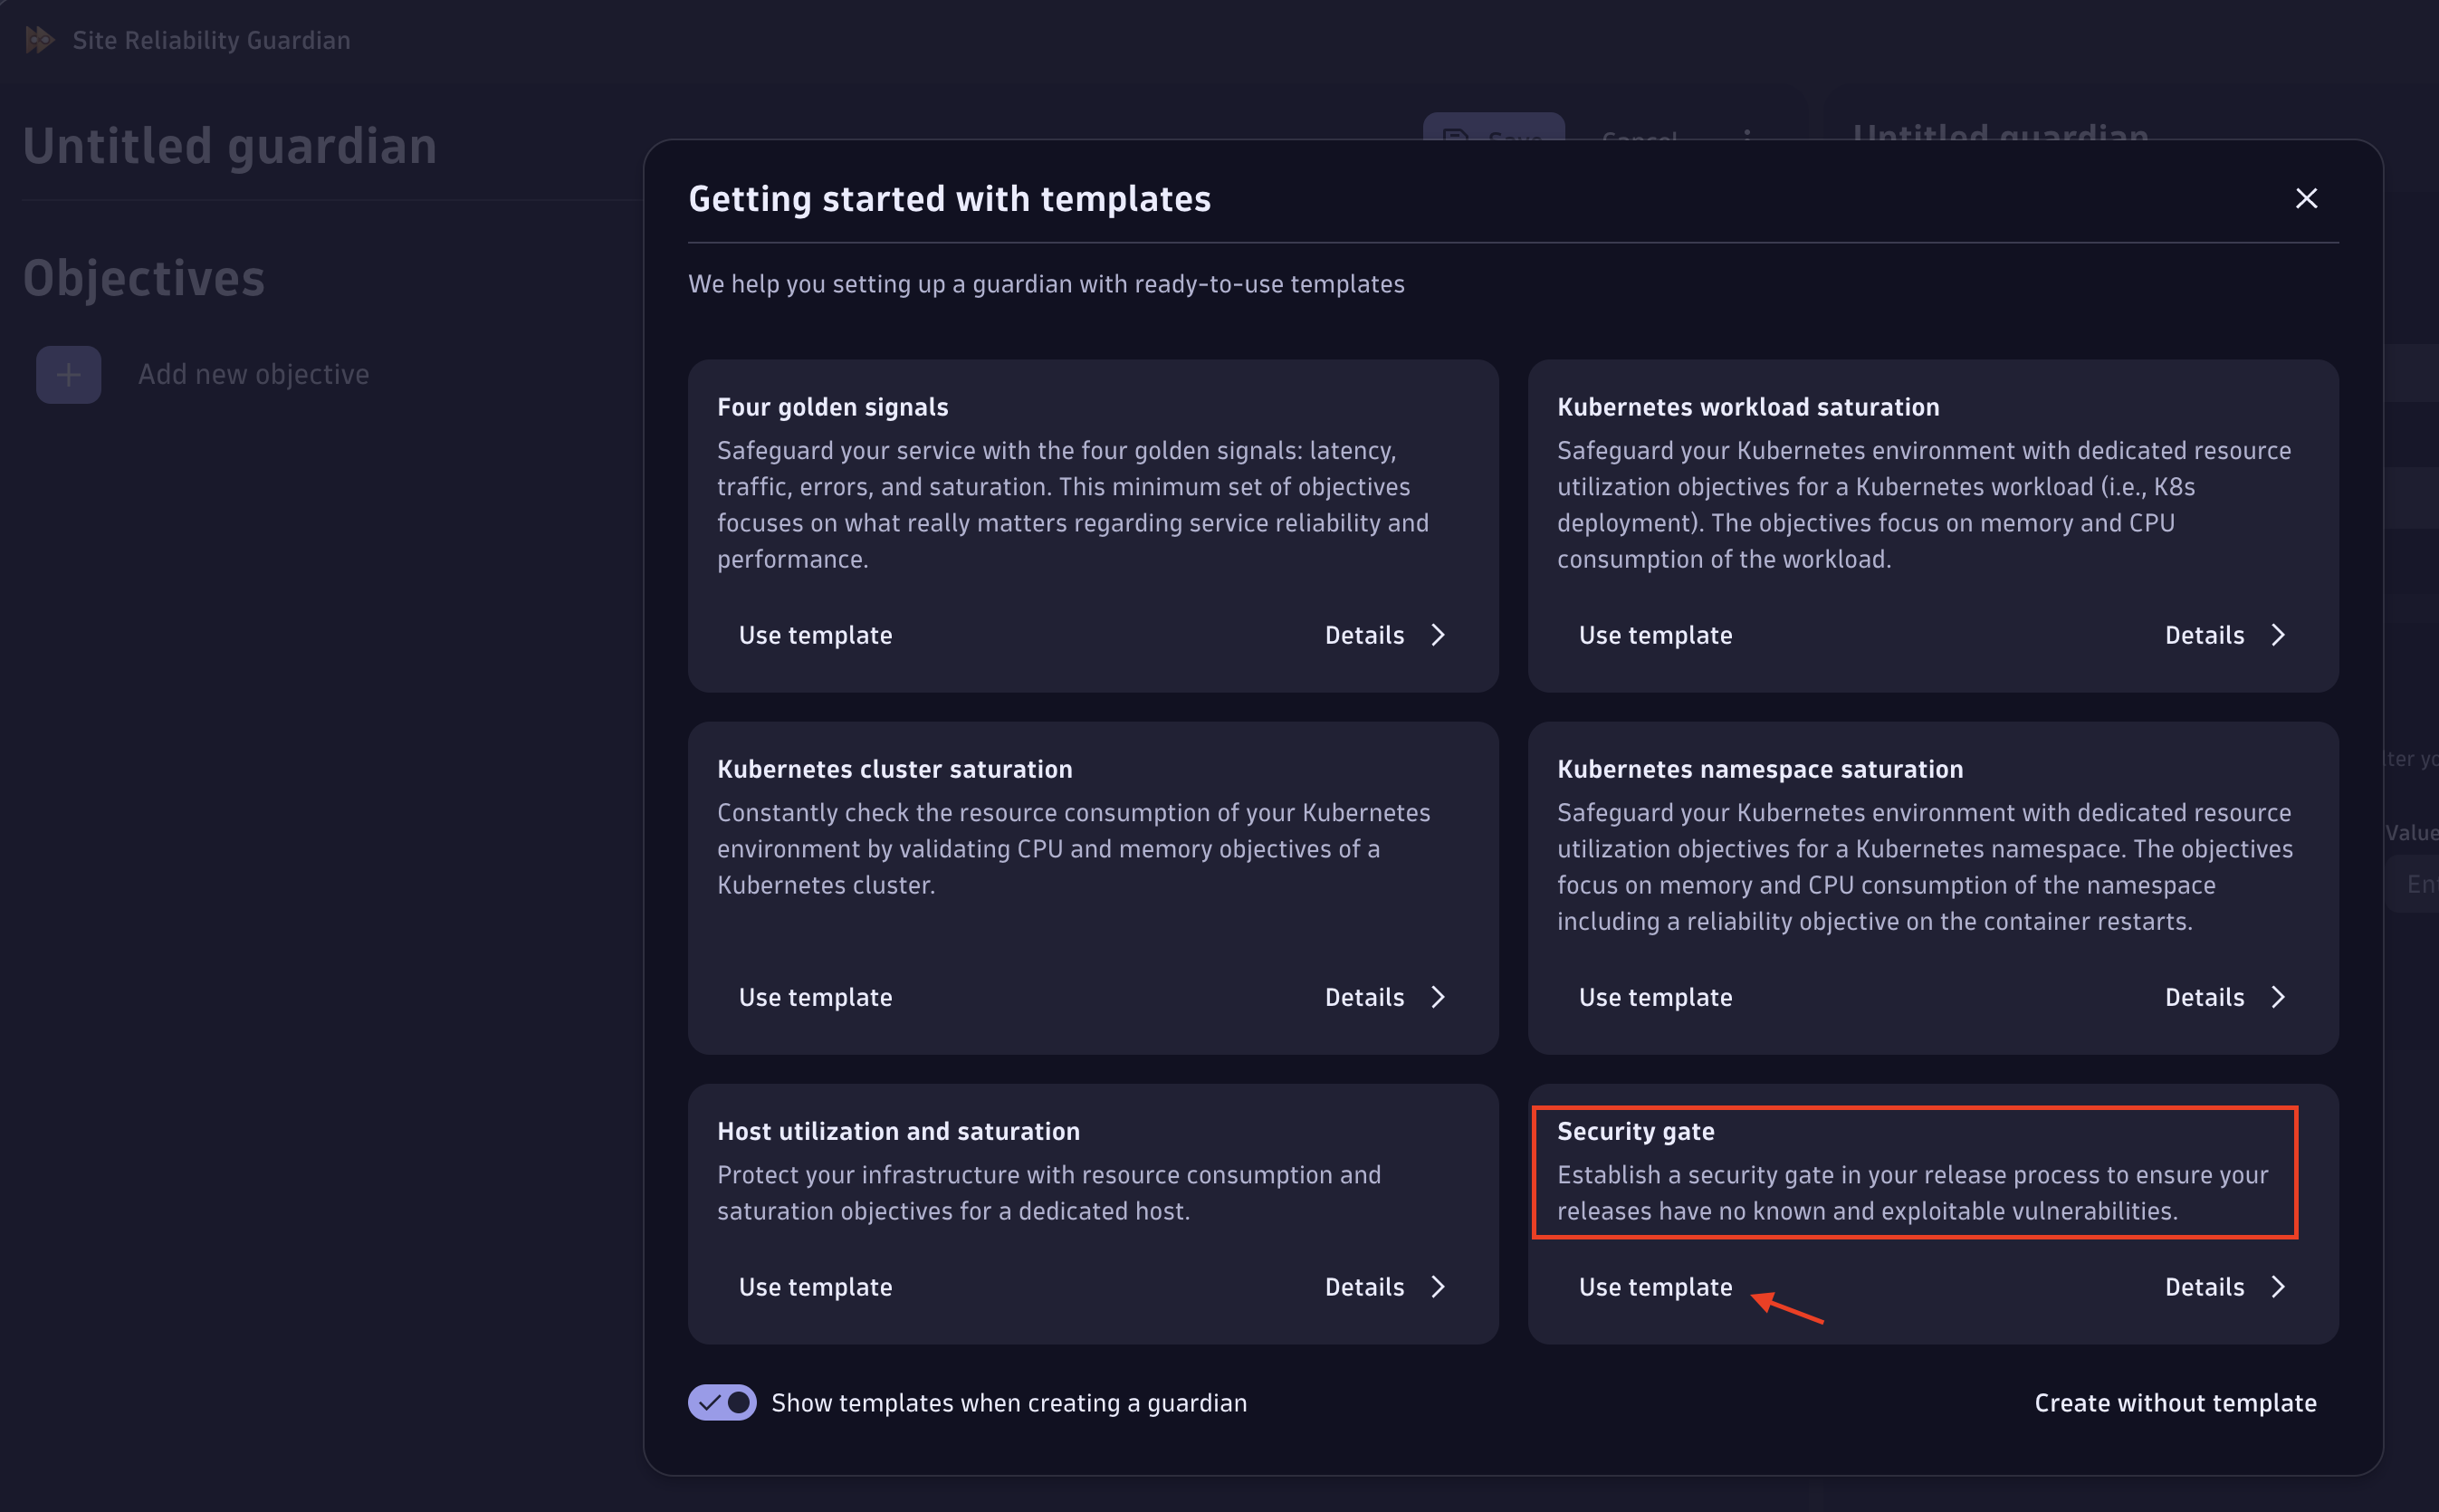 Site Reliability Guardian
Untitled guardian
Save
Cancel
Untitled guardian
Objectives
Add new objective
Getting started with templates
We help you setting up a guardian with ready-to-use templates
Four golden signals
Safeguard your service with the four golden signals: latency,
traffic, errors, and saturation. This minimum set of objectives
focuses on what really matters regarding service reliability and
performance.
Use template
Details
Kubernetes workload saturation
Safeguard your Kubernetes environment with dedicated resource
utilization objectives for a Kubernetes workload (i.e., K8s
deployment). The objectives focus on memory and CPU
consumption of the workload.
Use template
Details
Kubernetes cluster saturation
Constantly check the resource consumption of your Kubernetes
environment by validating CPU and memory objectives of a
Kubernetes cluster.
Use template
Details
Kubernetes namespace saturation
Safeguard your Kubernetes environment with dedicated resource
utilization objectives for a Kubernetes namespace. The objectives
focus on memory and CPU consumption of the namespace
including a reliability objective on the container restarts.
Use template
Details
Host utilization and saturation
Protect your infrastructure with resource consumption and
saturation objectives for a dedicated host.
Use template
Details
Security gate
Establish a security gate in your release process to ensure your
releases have no known and exploitable vulnerabilities.
Use template
Details
Show templates when creating a guardian
Create without template
Value